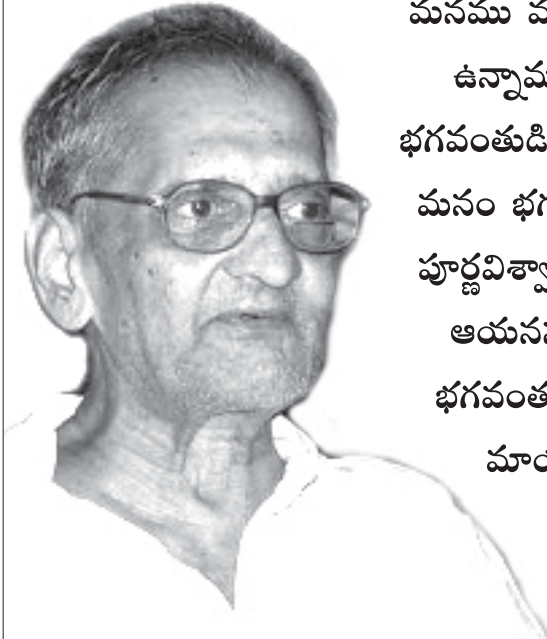 మనము
ఉన్నాము
భగవంతుడి
మనం భగ
పూర్ణవిశ్వా
ఆయన
భగవంత
మాయ